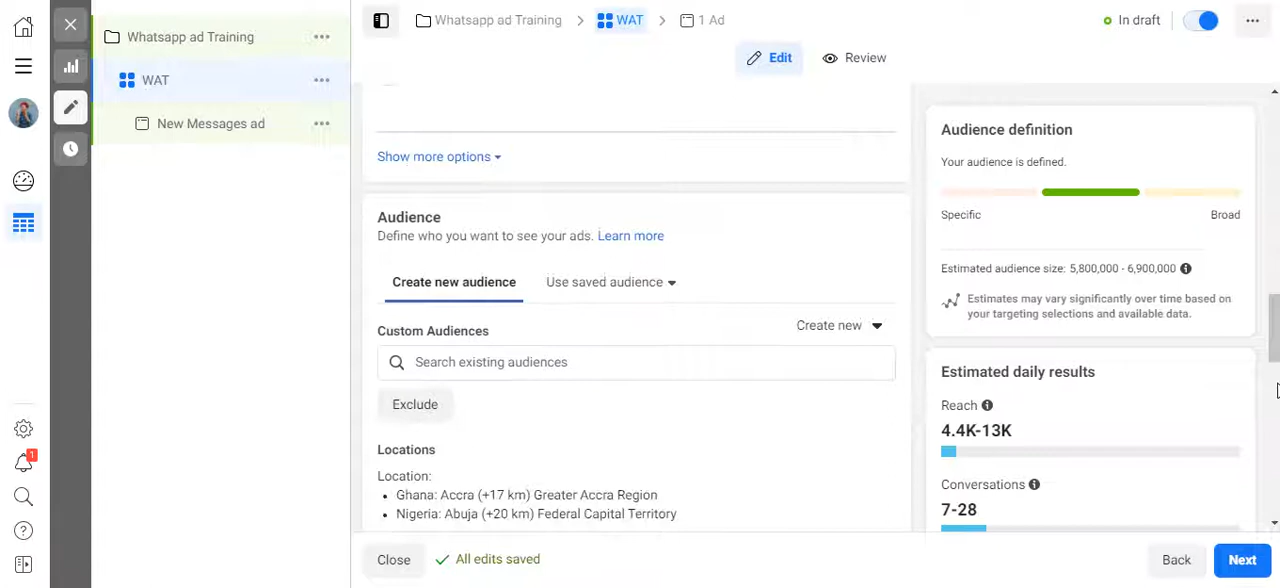 Whatsapp ad Training
WAT
New Messages ad
1
Whatsapp ad Training
WAT
1 Ad
In draft
Edit
Review
Show more options
Audience
Define who you want to see your ads. Learn more
Create new audience
Use saved audience
Custom Audiences
Create new
Search existing audiences
Exclude
Locations
Location:
• Ghana: Accra (+17 km) Greater Accra Region
• Nigeria: Abuja (+20 km) Federal Capital Territory
Audience definition
Your audience is defined.
Specific
Broad
Estimated audience size: 5,800,000 - 6,900,000
Estimates may vary significantly over time based on
your targeting selections and available data.
Estimated daily results
Reach
4.4K-13K
Conversations
7-28
Close
All edits saved
Back
Next